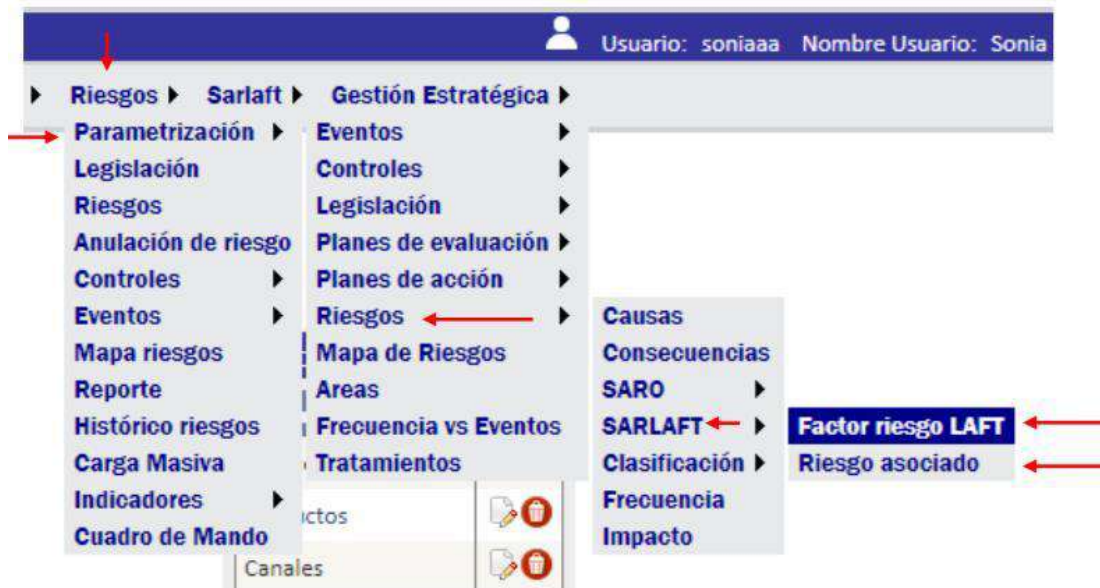 Usuario: soniaaa Nombre Usuario: Sonia
Riesgos Sarlaft Gestión Estratégica
Parametrización
Legislación
Riesgos
Anulación de riesgo
Controles
Eventos
Mapa riesgos
Reporte
Histórico riesgos
Carga Masiva
Indicadores
Cuadro de Mando
Eventos
Controles
Legislación
Planes de evaluación
Planes de acción
Riesgos
Mapa de Riesgos
Areas
Frecuencia vs Eventos
Tratamientos
Causas
Consecuencias
SARO
SARLAFT
Clasificación
Frecuencia
Impacto
Factor riesgo LAFT
Riesgo asociado
Canales